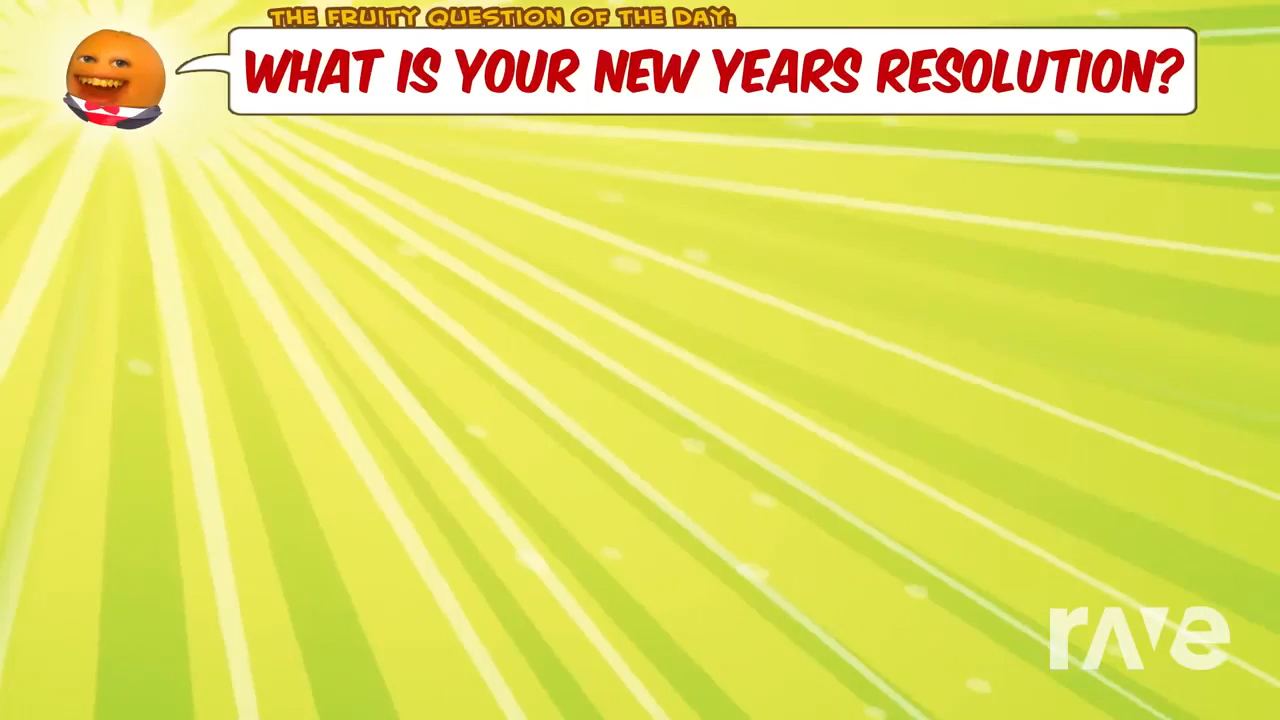 THE FRUITY QUESTION OF THE DAY:
WHAT IS YOUR NEW YEARS RESOLUTION?
rave